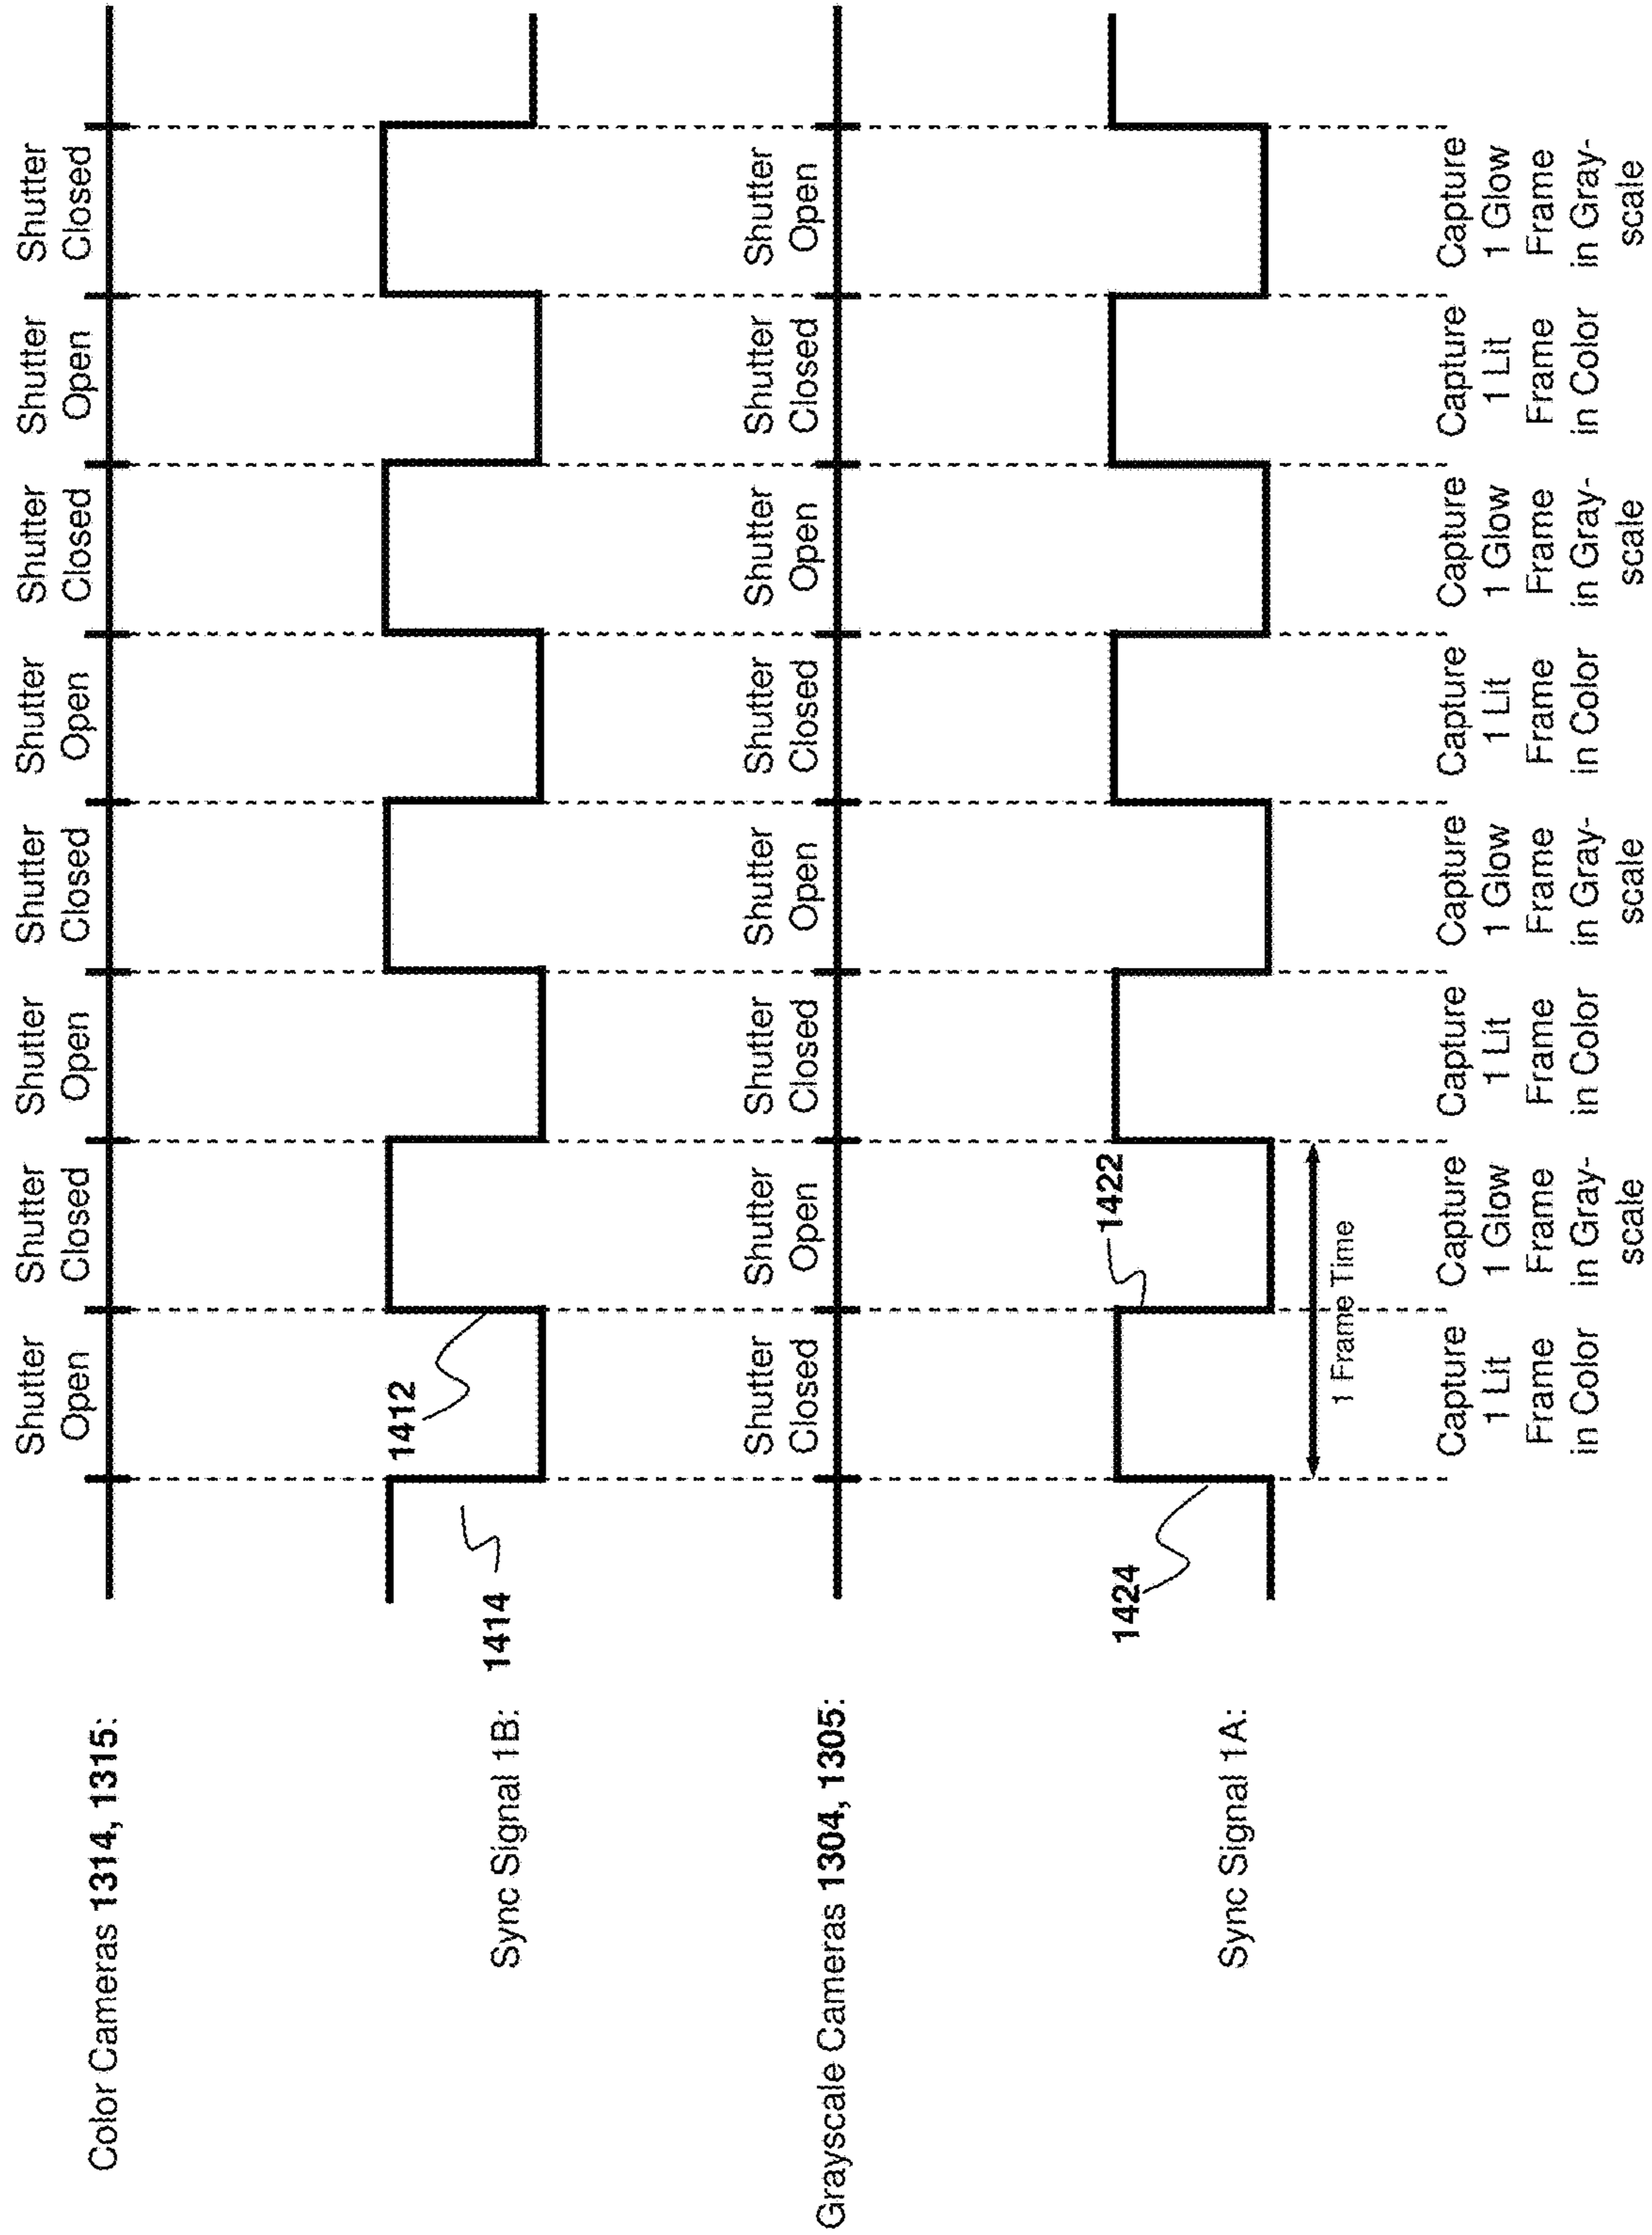 Shutter Shutter Shutter Shutter Shutter Shutter Shutter Shutter
Open Closed Open Closed Open Closed Open Closed
Color Cameras 1314, 1315:
1412
1414
Sync Signal 1B:
Shutter Shutter Shutter Shutter Shutter Shutter Shutter Shutter
Closed Open Closed Open Closed Open Closed Open
Grayscale Cameras 1304, 1305:
1422
1424
Sync Signal 1A:
1 Frame Time
Capture Capture Capture Capture Capture Capture Capture Capture
1 Lit 1 Glow 1 Lit 1 Glow 1 Lit 1 Glow 1 Lit 1 Glow
Frame Frame Frame Frame Frame Frame Frame Frame
in Color in Gray- in Color in Gray- in Color in Gray- in Color in Gray-
scale scale scale scale